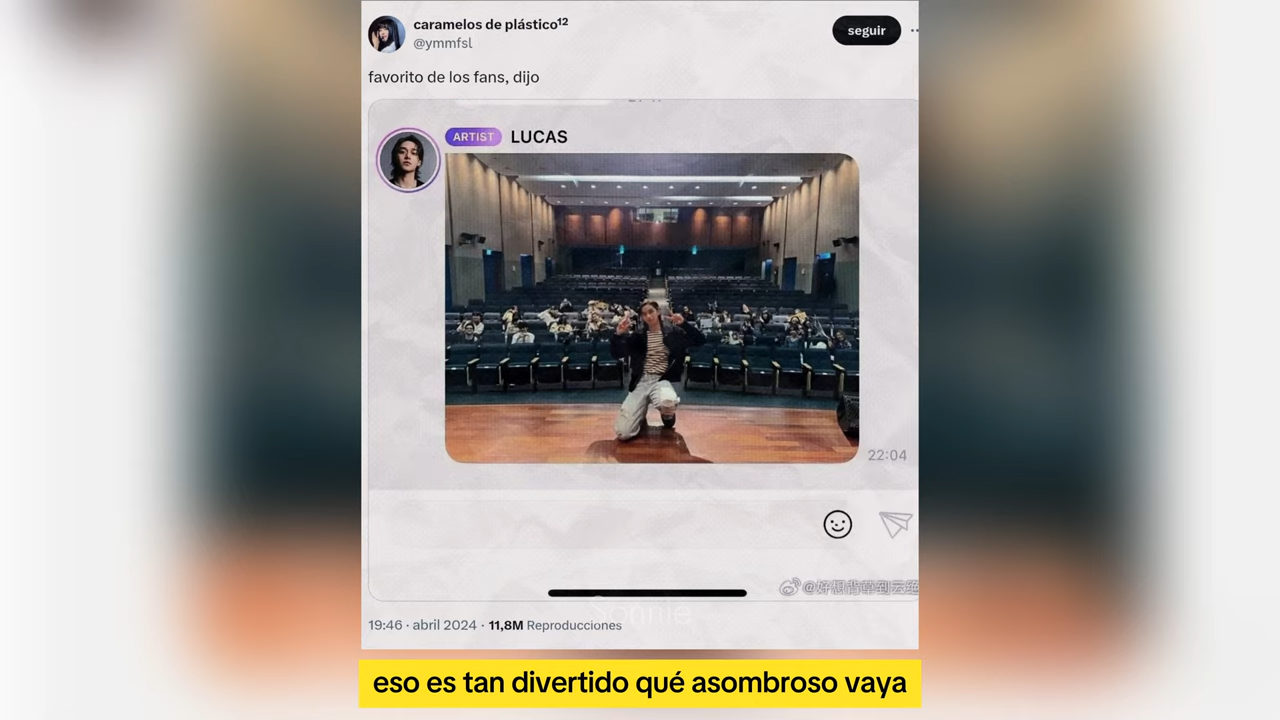 caramelos de plástico¹²
@ymmfsl
seguir
favorito de los fans, dijo
ARTIST LUCAS
22:04
Sonnie
19:46 · abril 2024 · 11,8M Reproducciones
eso es tan divertido qué asombroso vaya